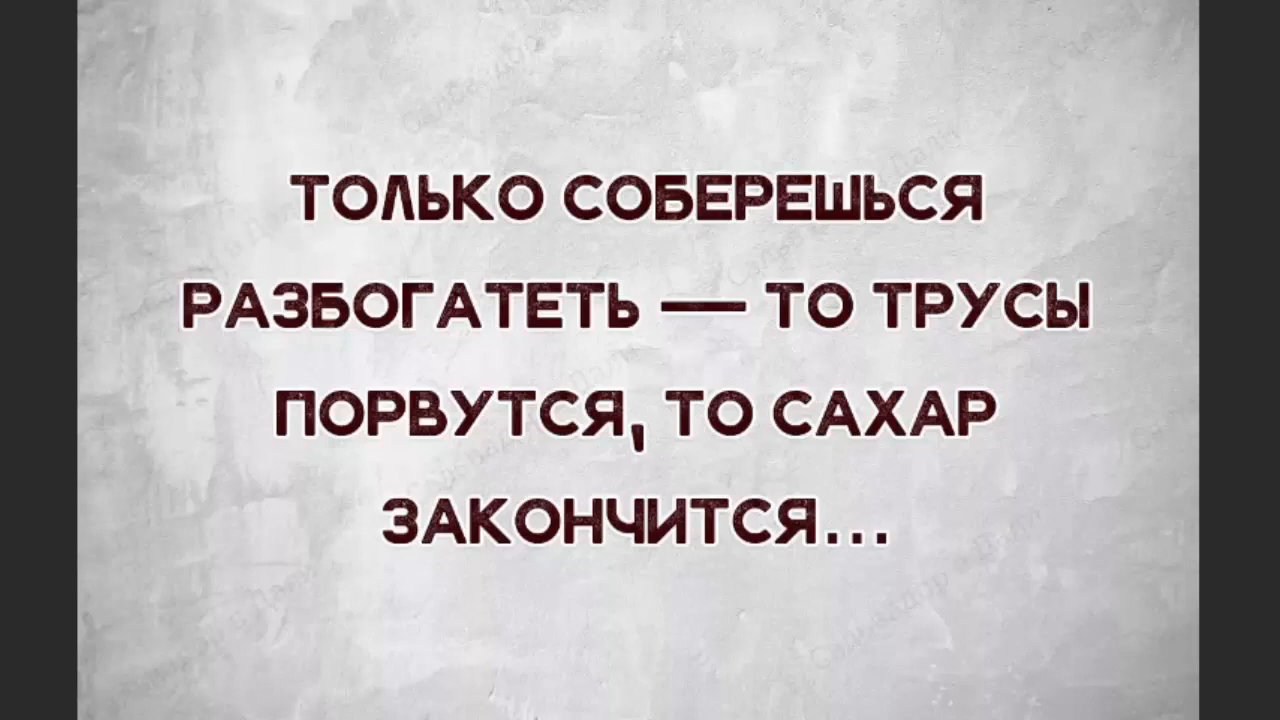 ТОЛЬКО СОБЕРЕШЬСЯ
РАЗБОГАТЕТЬ — ТО ТРУСЫ
ПОРВУТСЯ, ТО САХАР
ЗАКОНЧИТСЯ...